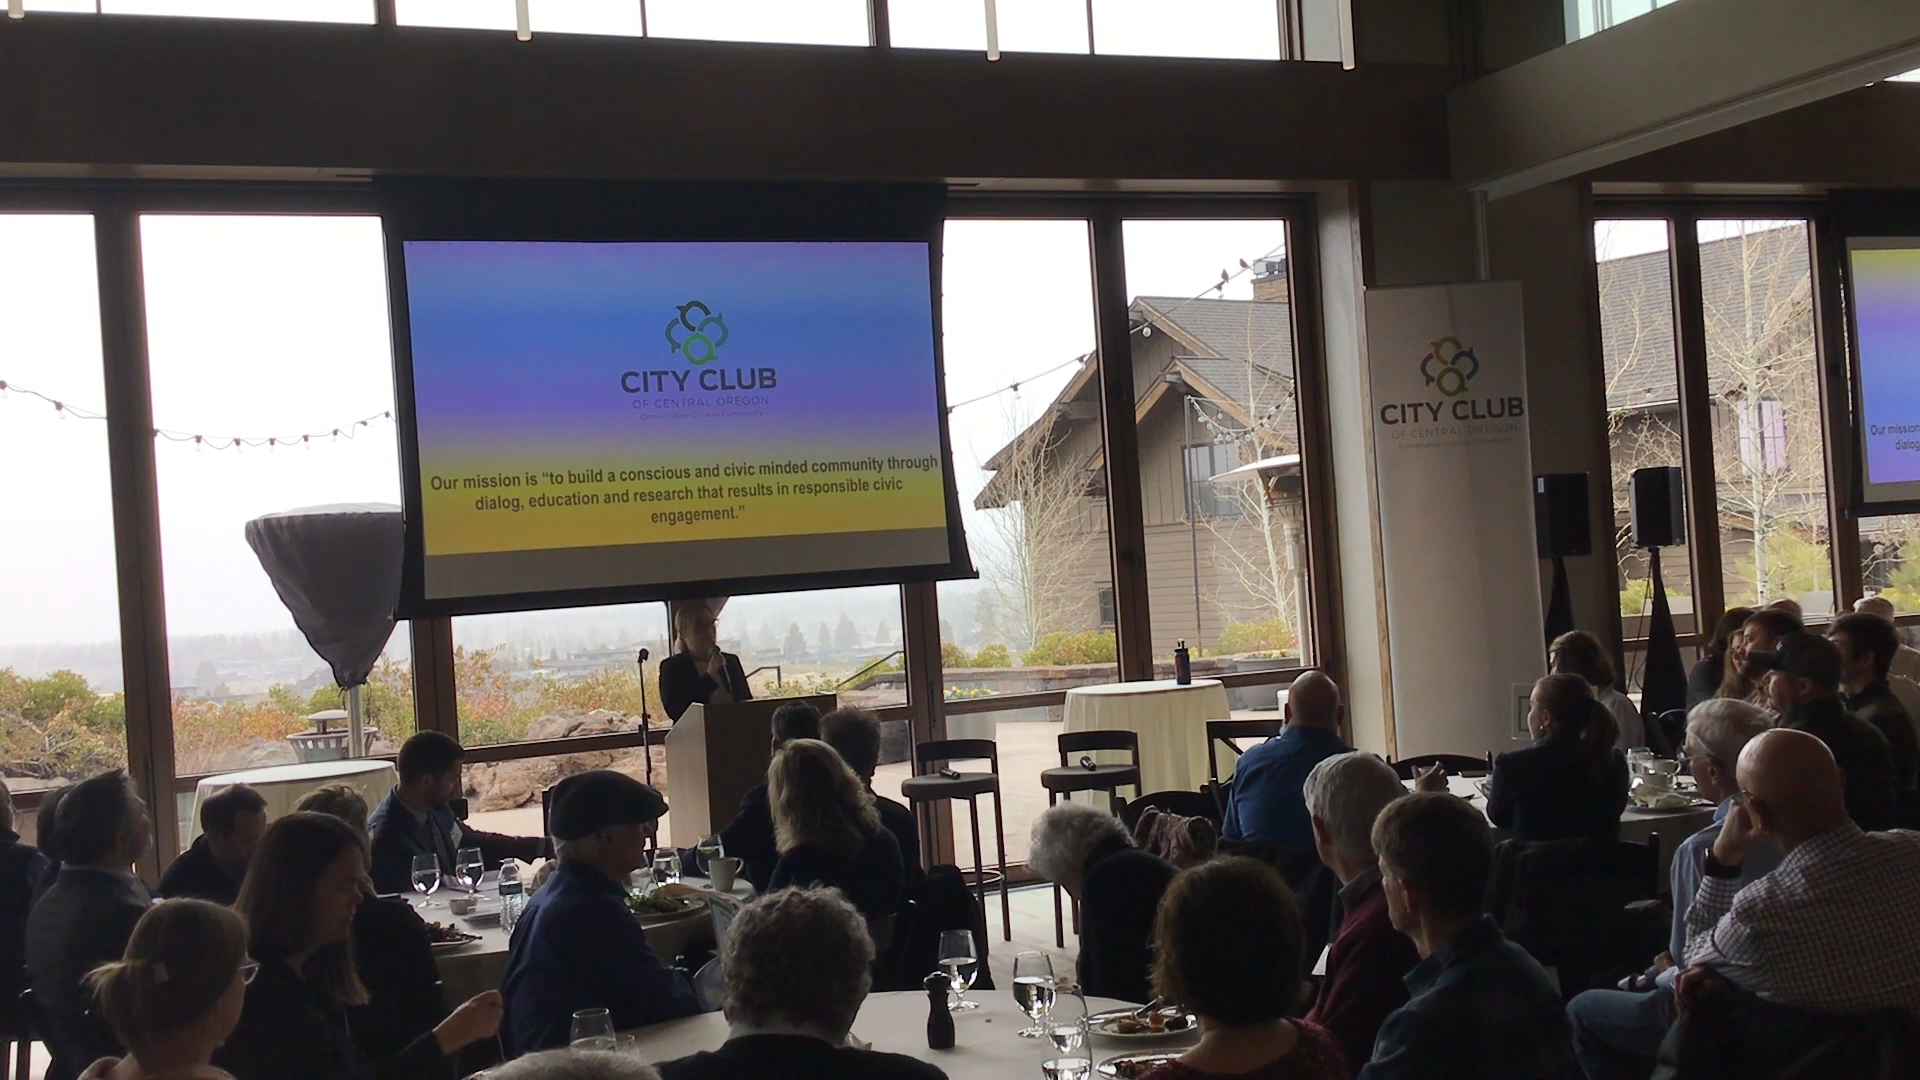 CITY CLUB
OF CENTRAL OREGON
Our mission is “to build a conscious and civic minded community through
dialog, education and research that results in responsible civic
engagement.”
CITY CLUB
OF CENTRAL OREGON
Our mission
dialog